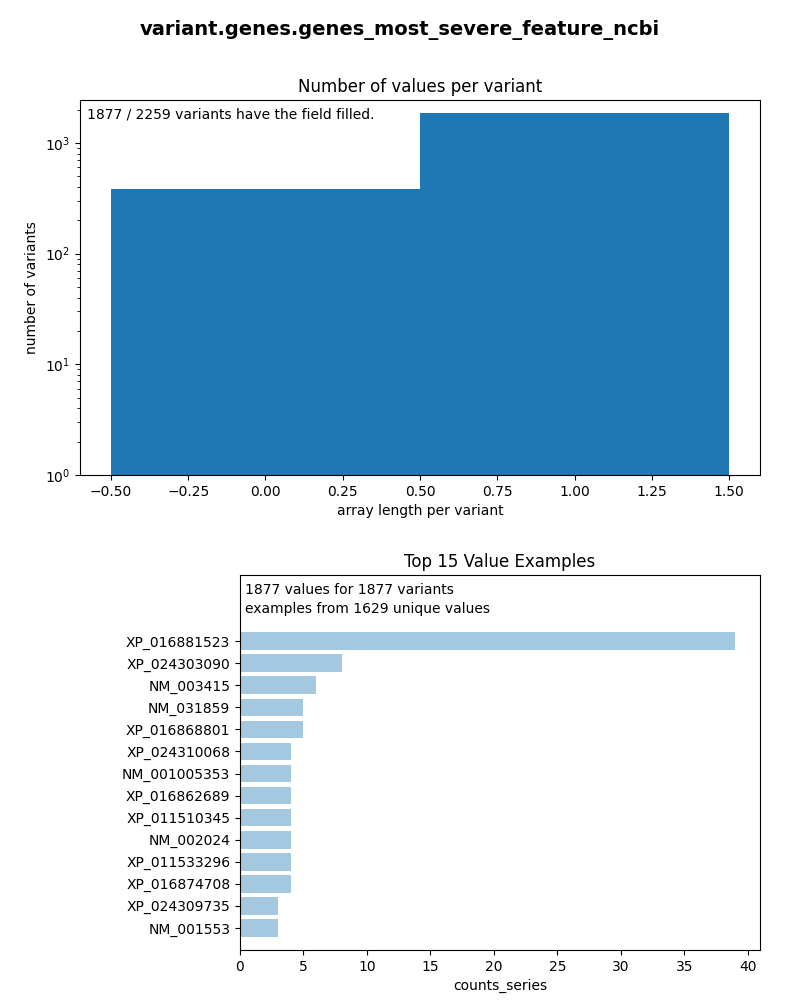 variant.genes.genes_most_severe_feature_ncbi
Number of values per variant
1877 / 2259 variants have the field filled.
10³
10²
10¹
10⁰
number of variants
−0.50 −0.25 0.00 0.25 0.50 0.75 1.00 1.25 1.50
array length per variant
Top 15 Value Examples
1877 values for 1877 variants
examples from 1629 unique values
XP_016881523
XP_024303090
NM_003415
NM_031859
XP_016868801
XP_024310068
NM_001005353
XP_016862689
XP_011510345
NM_002024
XP_011533296
XP_016874708
XP_024309735
NM_001553
0 5 10 15 20 25 30 35 40
counts_series